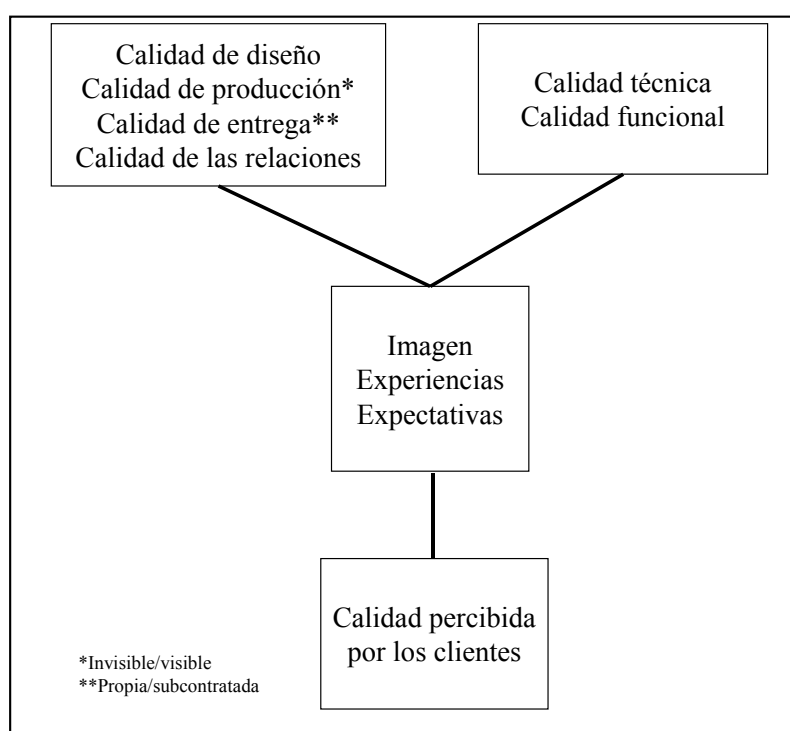 Calidad de diseño
Calidad de producción*
Calidad de entrega**
Calidad de las relaciones
Calidad técnica
Calidad funcional
Imagen
Experiencias
Expectativas
Calidad percibida
por los clientes
*Invisible/visible
**Propia/subcontratada